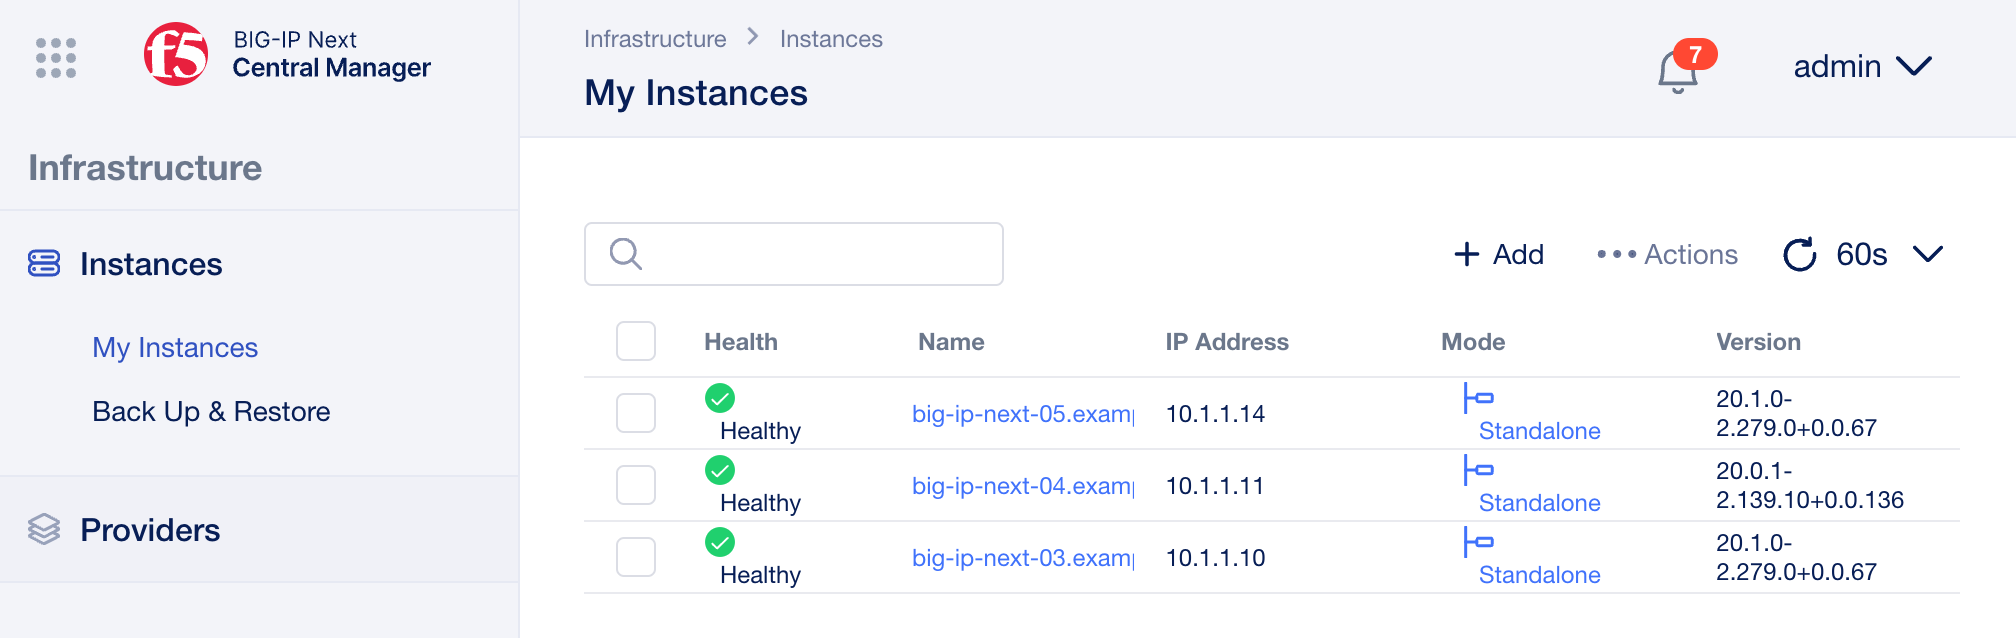 f5
BIG-IP Next
Central Manager
Infrastructure
Instances
My Instances
Back Up & Restore
Providers
Infrastructure > Instances
My Instances
7
admin
+ Add
••• Actions
60s
Health Name IP Address Mode Version
Healthy big-ip-next-05.exam 10.1.1.14 Standalone 20.1.0-
2.279.0+0.0.67
Healthy big-ip-next-04.exam 10.1.1.11 Standalone 20.0.1-
2.139.10+0.0.136
Healthy big-ip-next-03.exam 10.1.1.10 Standalone 20.1.0-
2.279.0+0.0.67